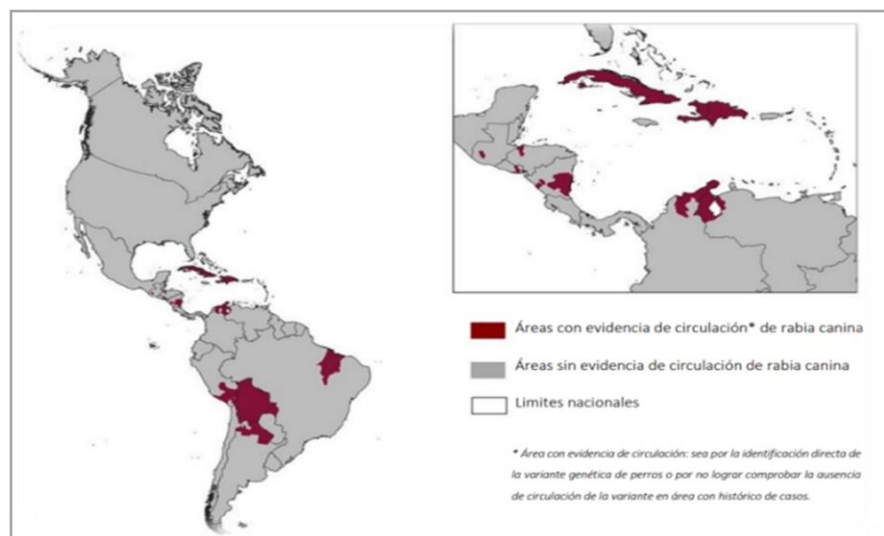 Áreas con evidencia de circulación* de rabia canina
Áreas sin evidencia de circulación de rabia canina
Limites nacionales
* Área con evidencia de circulación: sea por la identificación directa de
la variante genética de perros o por no lograr comprobar la ausencia
de circulación de la variante en área con histórico de casos.